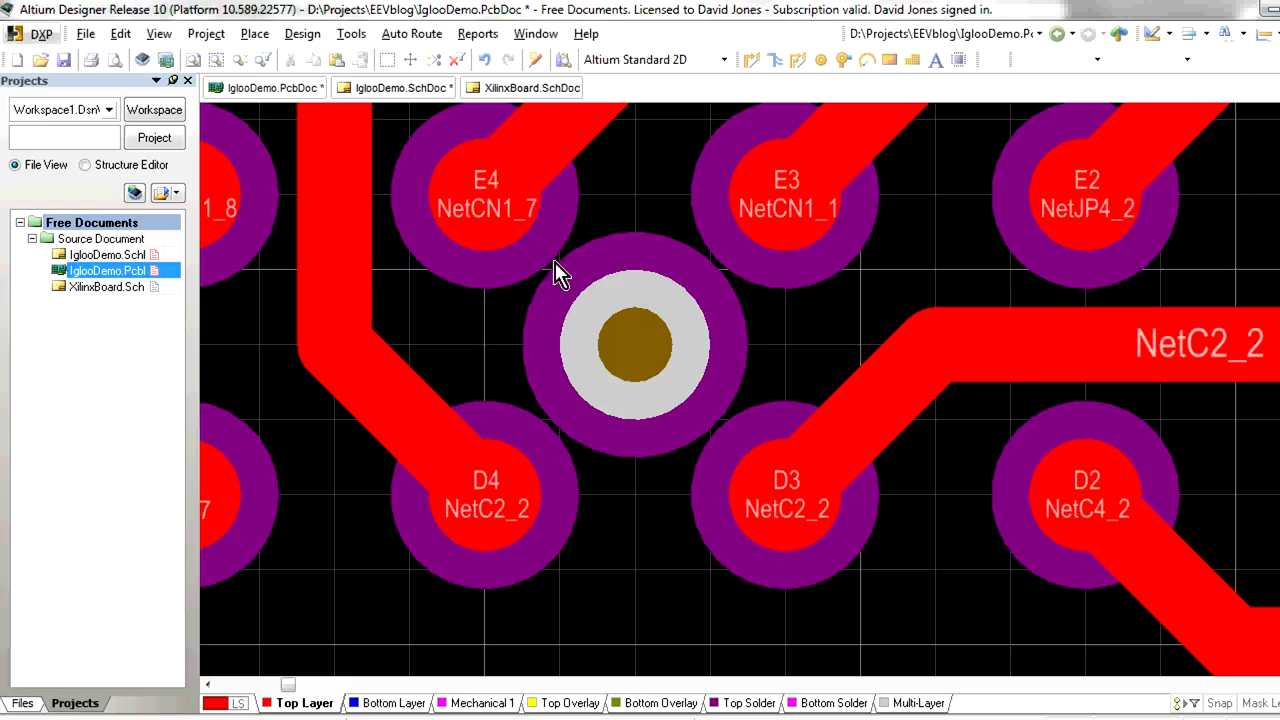 Altium Designer Release 10 (Platform 10.589.22577) - D:\Projects\EEVblog\IglooDemo.PcbDoc * - Free Documents. Licensed to David Jones - Subscription valid. David Jones signed in.
DXP File Edit View Project Place Design Tools Auto Route Reports Window Help D:\Projects\EEVblog\IglooDemo.Pc
Altium Standard 2D
Projects
IglooDemo.PcbDoc * IglooDemo.SchDoc * XilinxBoard.SchDoc
Workspace1.Dsn Workspace
Project
File View Structure Editor
Free Documents
Source Document
IglooDemo.Schl
IglooDemo.Pcbl
XilinxBoard.Sch
E4
NetCN1_7
E3
NetCN1_1
E2
NetJP4_2
1_8
NetC2_2
D4
NetC2_2
D3
NetC2_2
D2
NetC4_2
7
Files Projects
LS Top Layer Bottom Layer Mechanical 1 Top Overlay Bottom Overlay Top Solder Bottom Solder Multi-Layer Snap Mask L